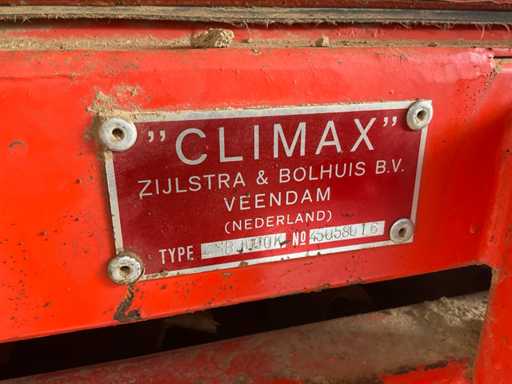 "CLIMAX"
ZIJLSTRA & BOLHUIS B.V.
VEENDAM
(NEDERLAND)
TYPE Nº